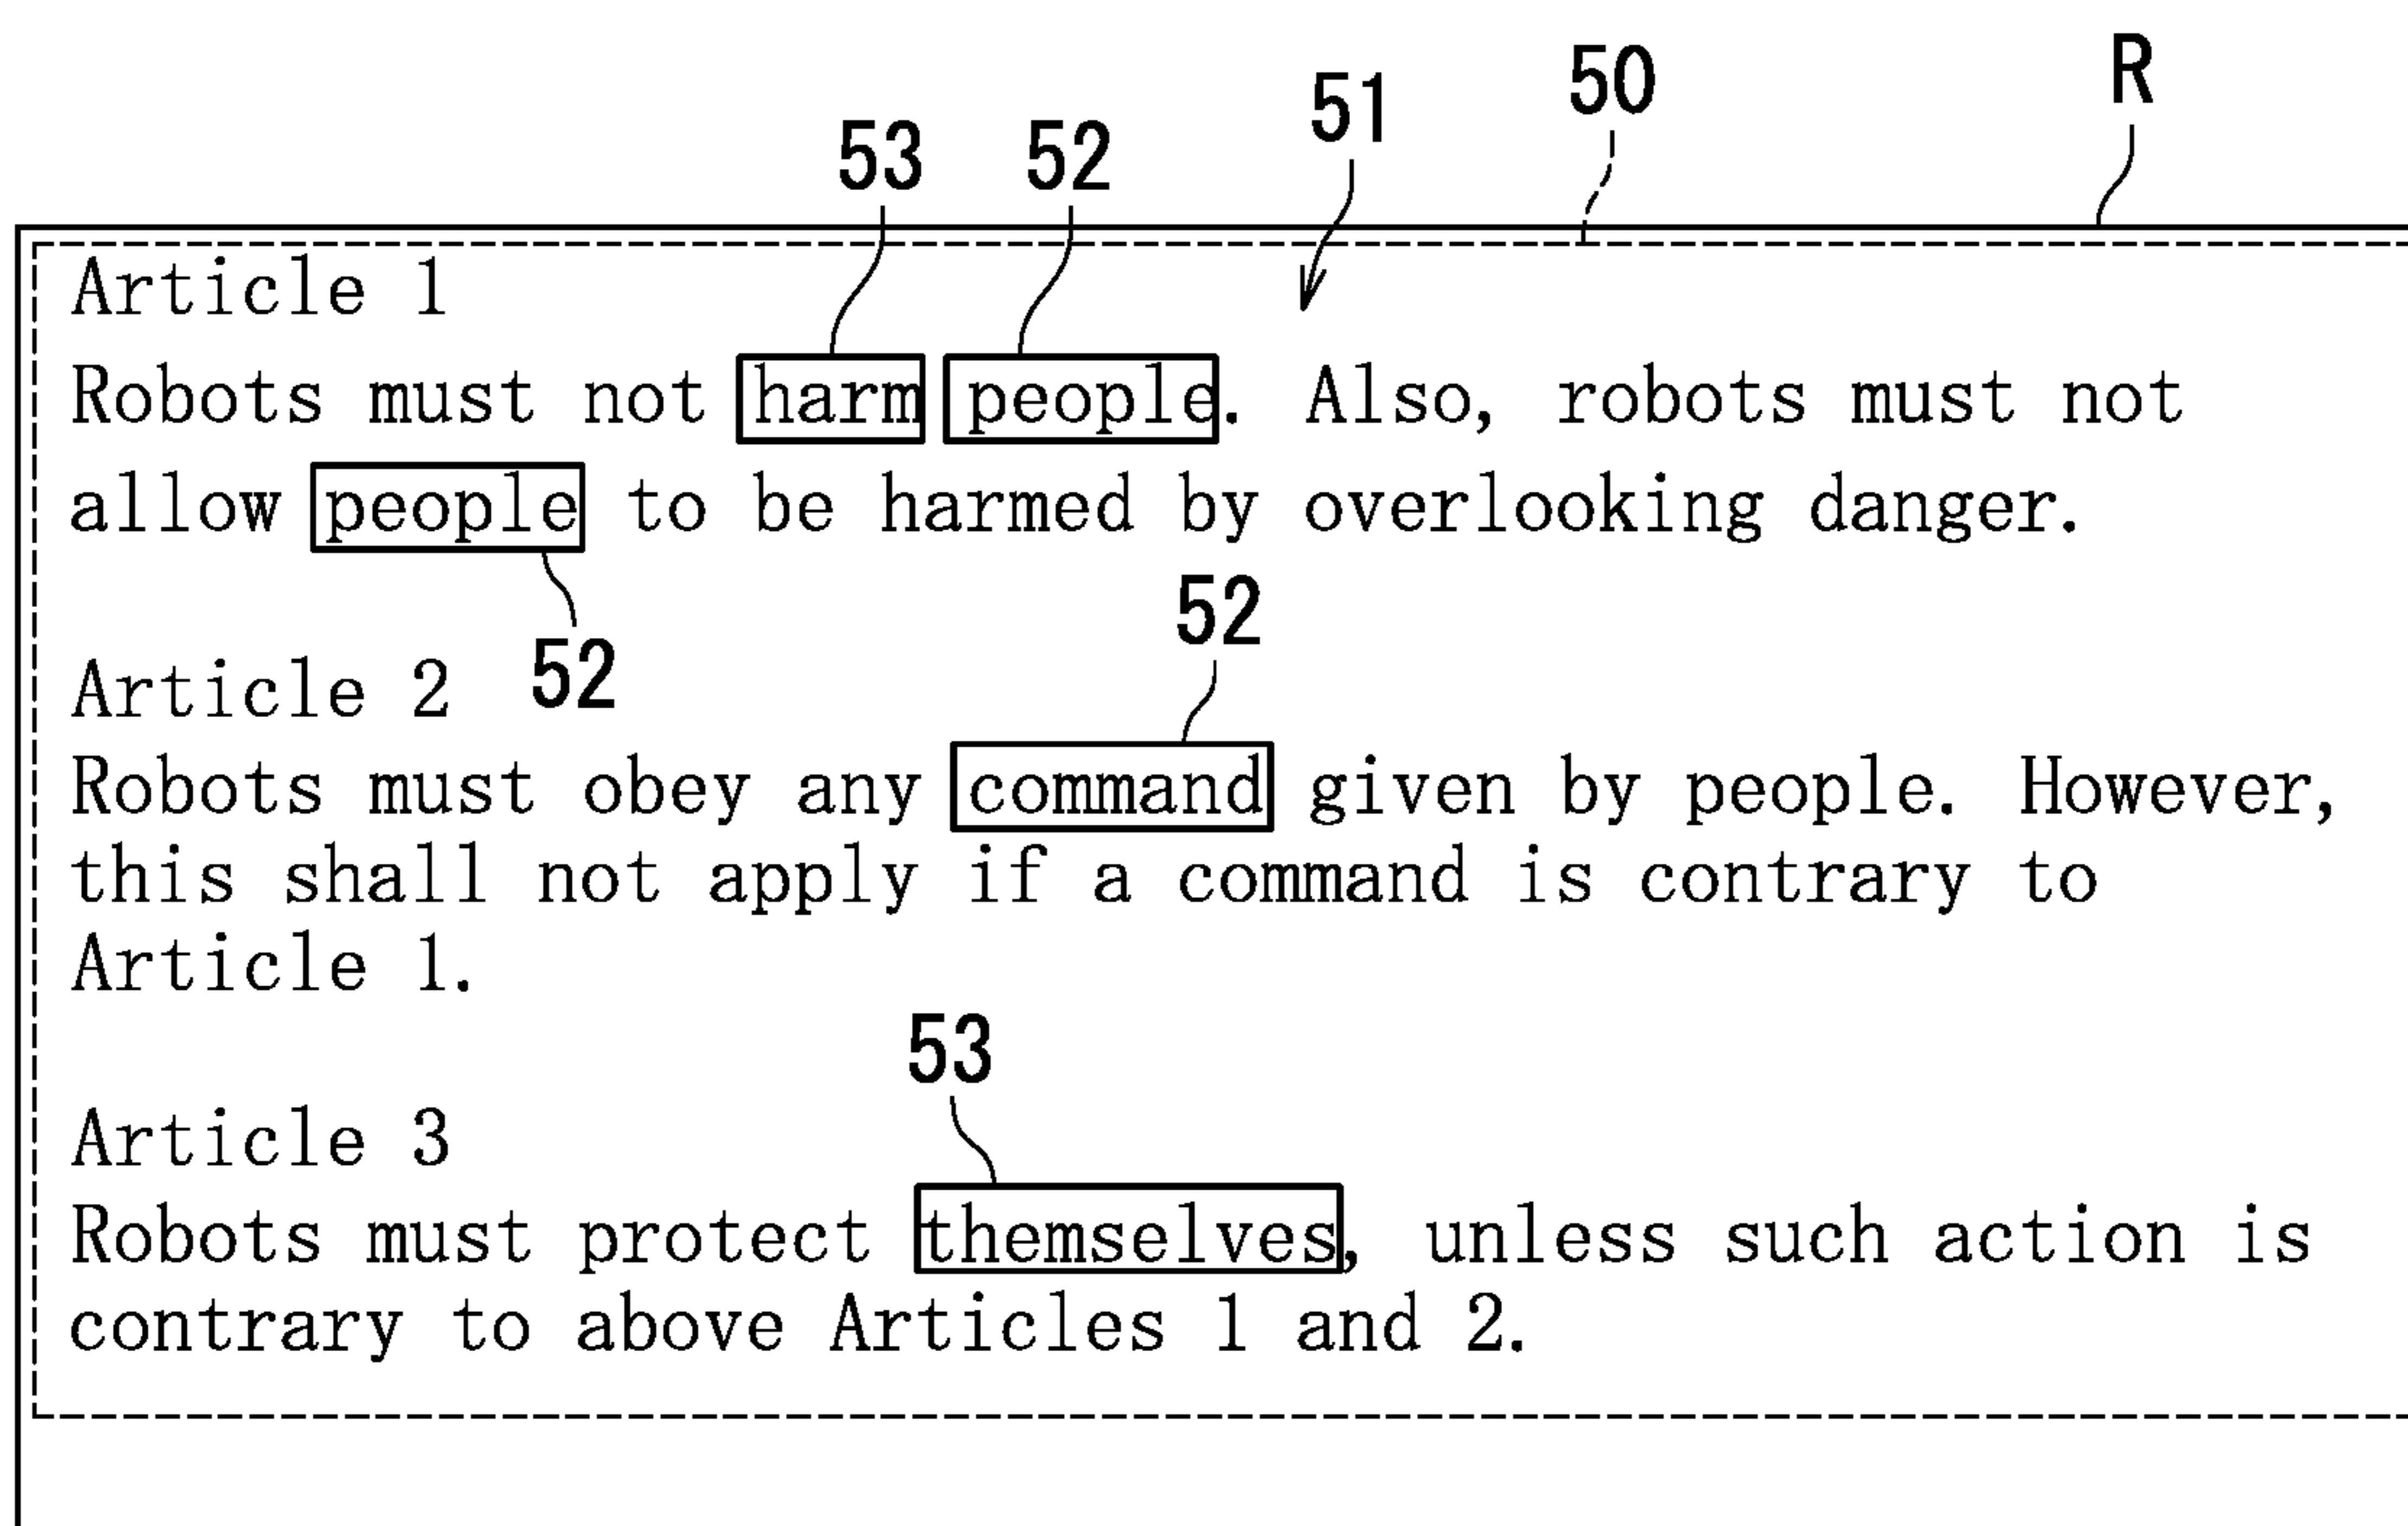 R
50
51
53 52
Article 1
Robots must not harm people. Also, robots must not
allow people to be harmed by overlooking danger.
52
52
Article 2
Robots must obey any command given by people. However,
this shall not apply if a command is contrary to
Article 1.
53
Article 3
Robots must protect themselves, unless such action is
contrary to above Articles 1 and 2.